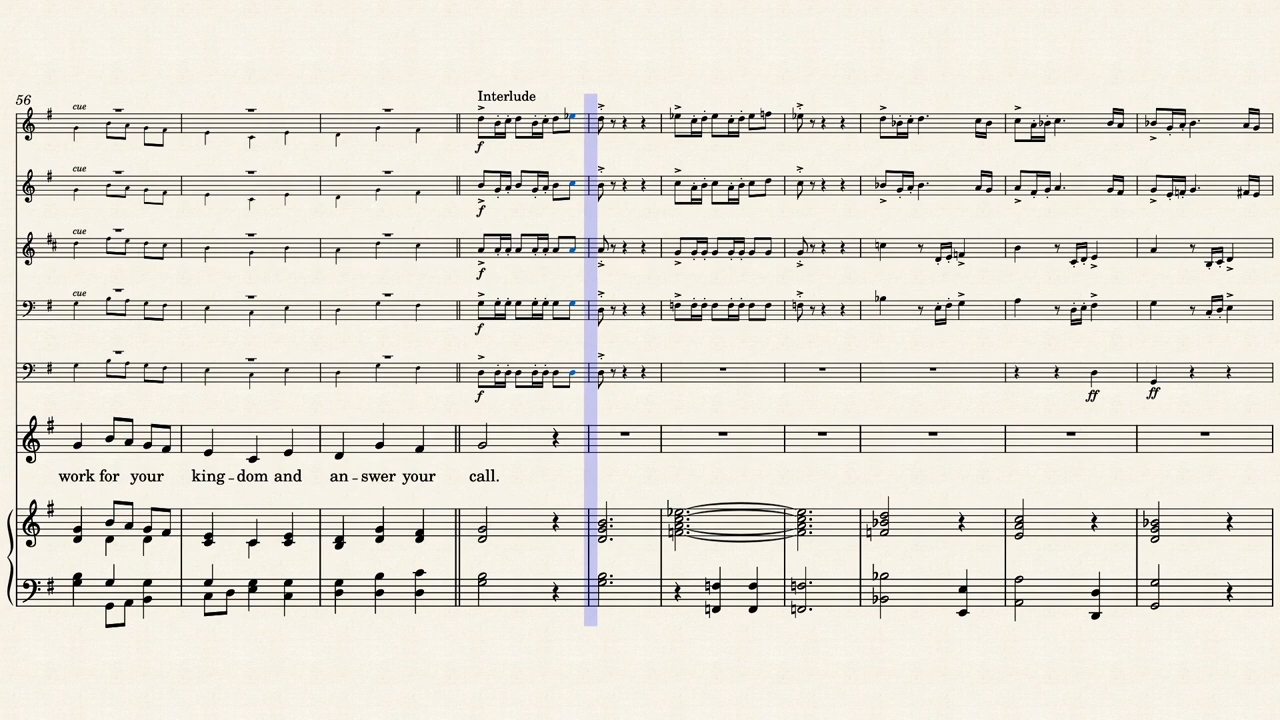 56
cue
Interlude
f
cue
f
cue
f
cue
f
f
ff
ff
work for your king - dom and an - swer your call.